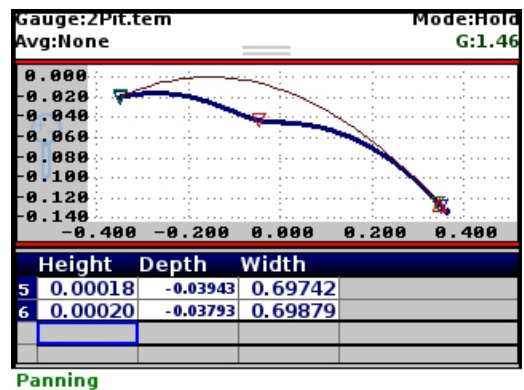 Gauge:2Pit.tem Mode:Hold
Avg:None G:1.46
0.000
-0.020
-0.040
-0.060
-0.080
-0.100
-0.120
-0.140
-0.400 -0.200 0.000 0.200 0.400
Height Depth Width
5 0.00018 -0.03943 0.69742
6 0.00020 -0.03793 0.69879
Panning